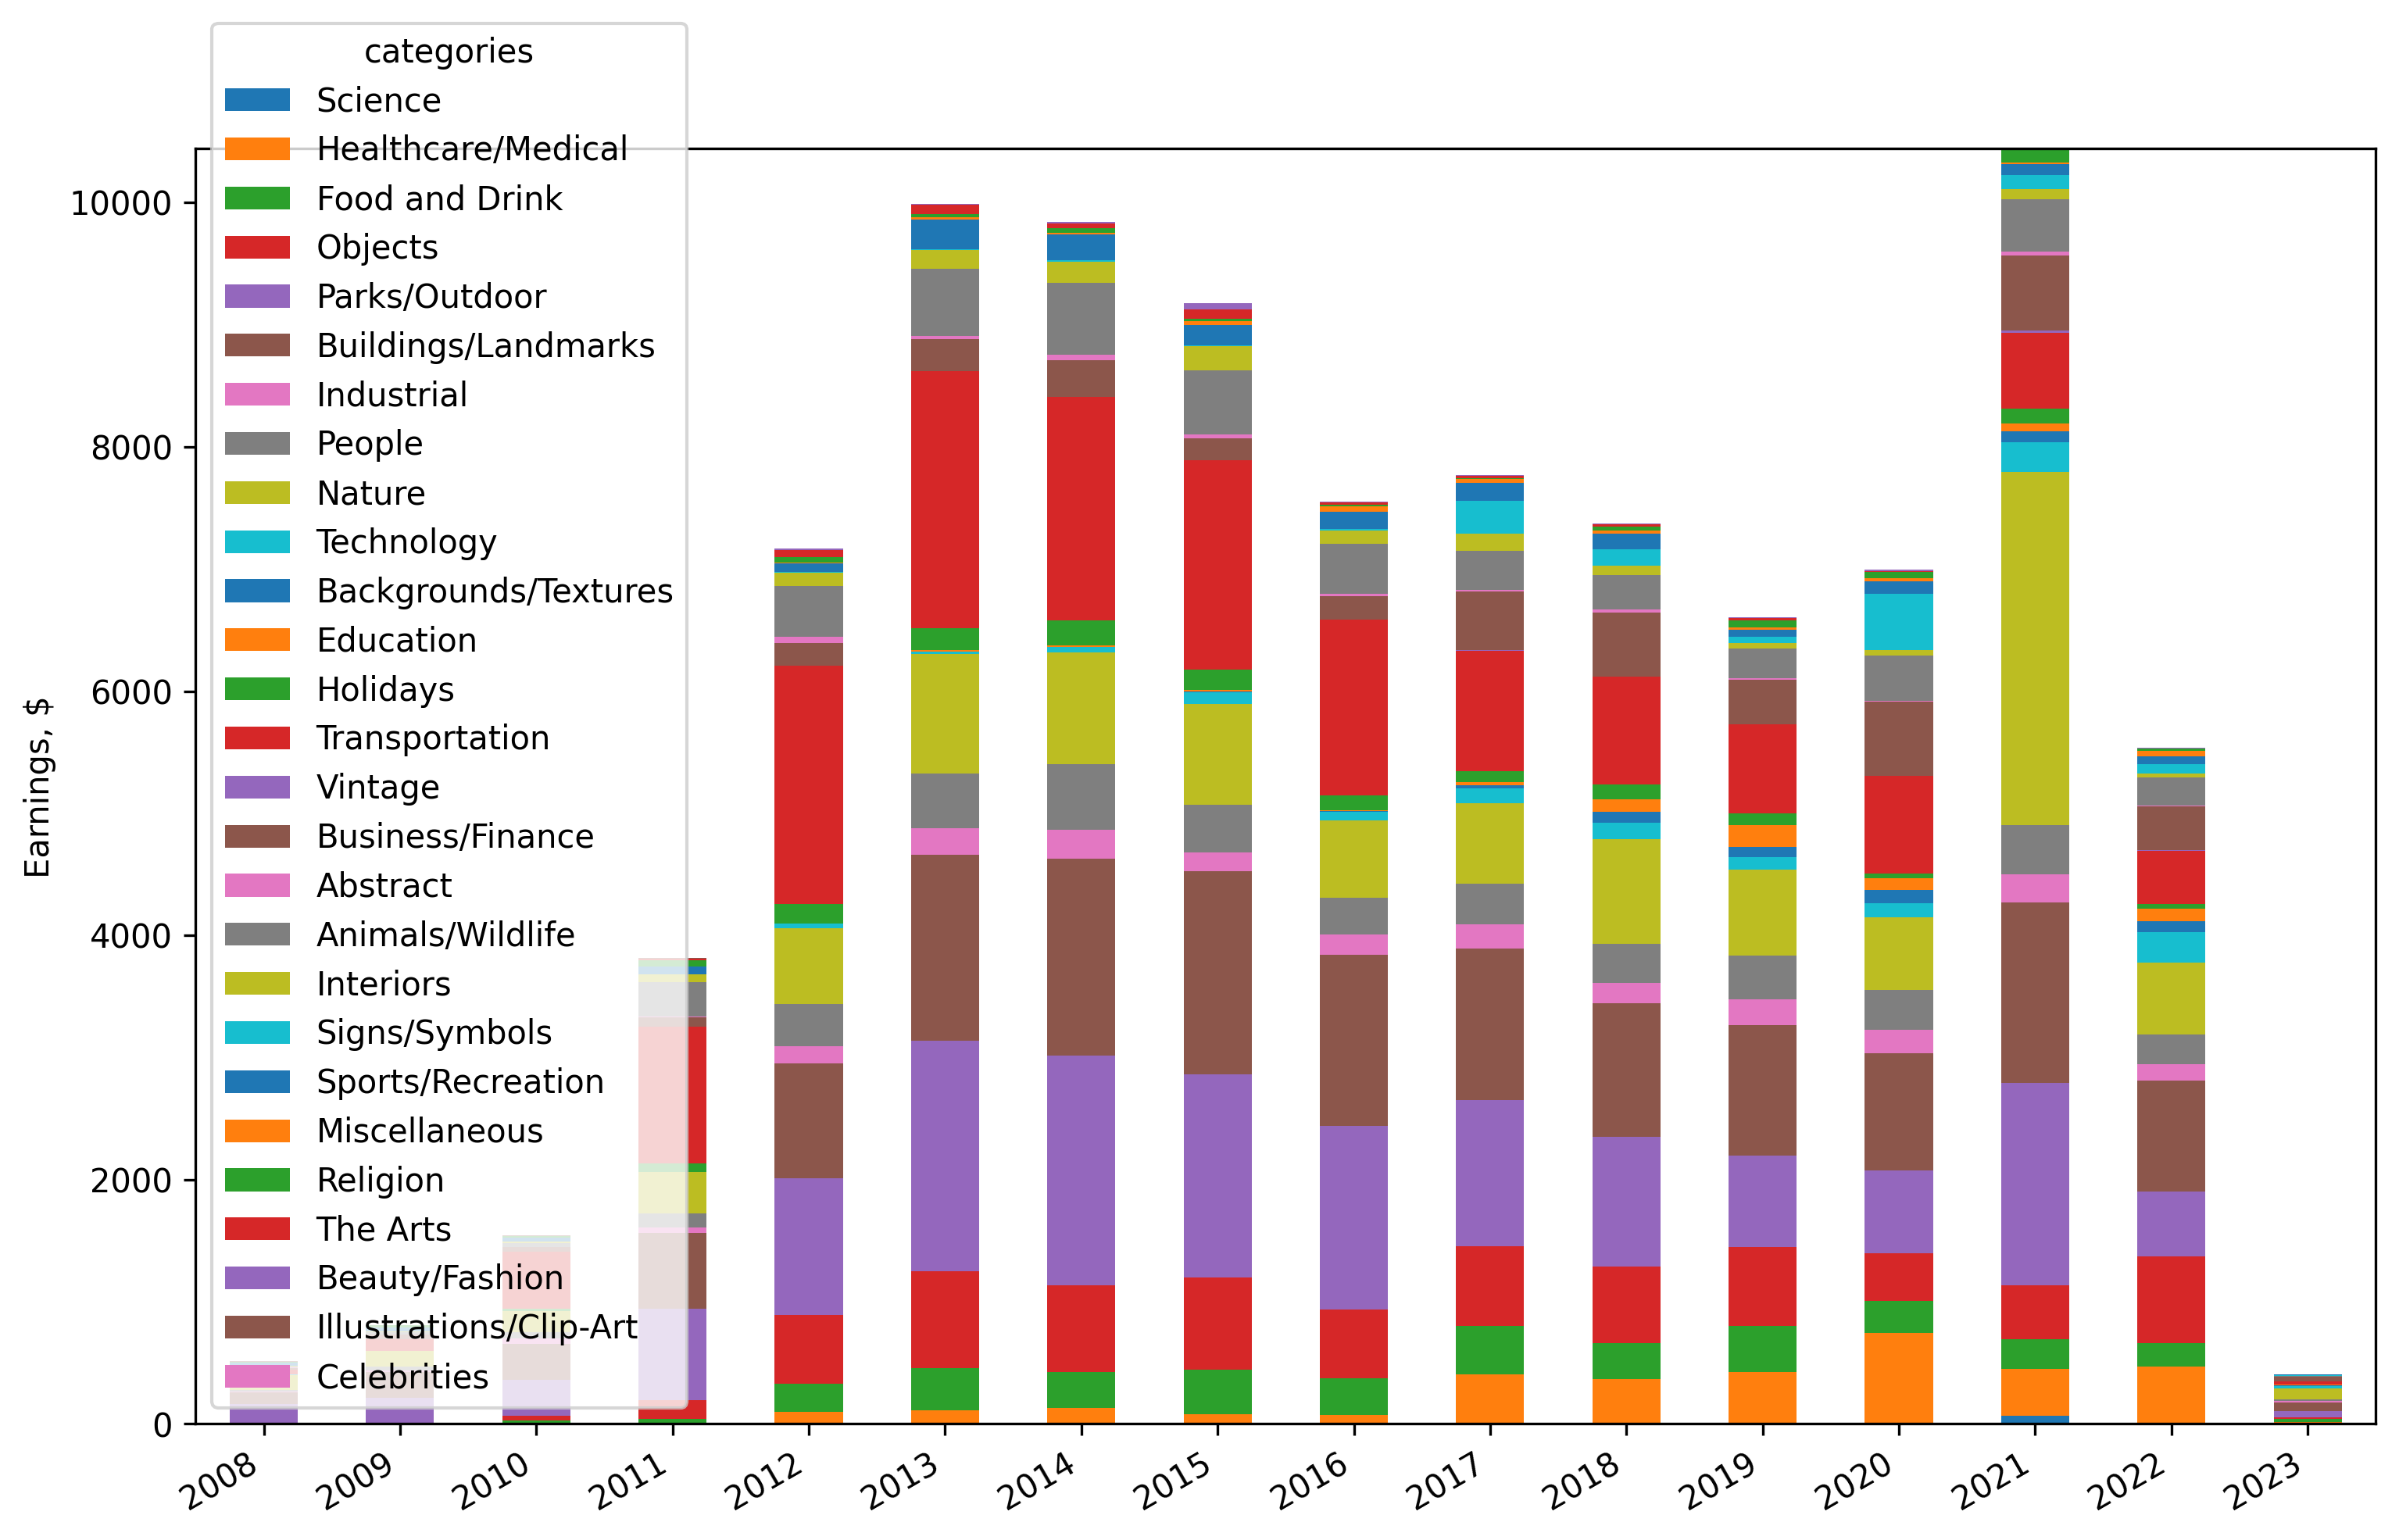 categories
Science
Healthcare/Medical
Food and Drink
Objects
Parks/Outdoor
Buildings/Landmarks
Industrial
People
Nature
Technology
Backgrounds/Textures
Education
Holidays
Transportation
Vintage
Business/Finance
Abstract
Animals/Wildlife
Interiors
Signs/Symbols
Sports/Recreation
Miscellaneous
Religion
The Arts
Beauty/Fashion
Illustrations/Clip-Art
Celebrities
Earnings, $
10000
8000
6000
4000
2000
0
2008 2009 2010 2011 2012 2013 2014 2015 2016 2017 2018 2019 2020 2021 2022 2023